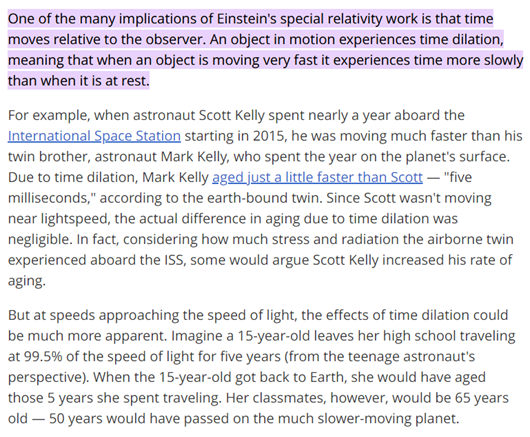 One of the many implications of Einstein's special relativity work is that time
moves relative to the observer. An object in motion experiences time dilation,
meaning that when an object is moving very fast it experiences time more slowly
than when it is at rest.
For example, when astronaut Scott Kelly spent nearly a year aboard the
International Space Station starting in 2015, he was moving much faster than his
twin brother, astronaut Mark Kelly, who spent the year on the planet's surface.
Due to time dilation, Mark Kelly aged just a little faster than Scott — "five
milliseconds," according to the earth-bound twin. Since Scott wasn't moving
near lightspeed, the actual difference in aging due to time dilation was
negligible. In fact, considering how much stress and radiation the airborne twin
experienced aboard the ISS, some would argue Scott Kelly increased his rate of
aging.
But at speeds approaching the speed of light, the effects of time dilation could
be much more apparent. Imagine a 15-year-old leaves her high school traveling
at 99.5% of the speed of light for five years (from the teenage astronaut's
perspective). When the 15-year-old got back to Earth, she would have aged
those 5 years she spent traveling. Her classmates, however, would be 65 years
old — 50 years would have passed on the much slower-moving planet.